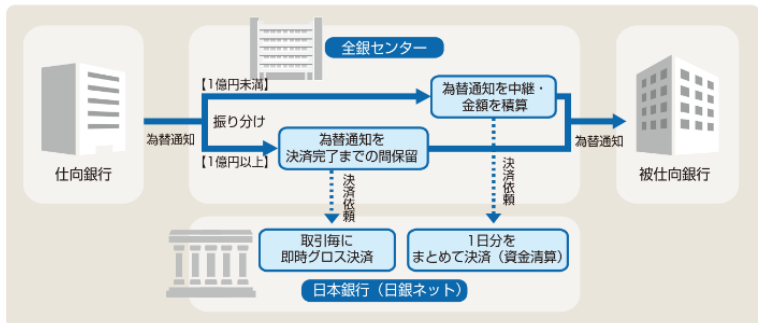 全銀センター
【1億円未満】
為替通知を中継・
金額を積算
振り分け
為替通知
為替通知を
決済完了までの間保留
為替通知
【1億円以上】
仕向銀行
被仕向銀行
決済依頼
決済依頼
取引毎に
即時グロス決済
1日分を
まとめて決済（資金清算）
日本銀行（日銀ネット）